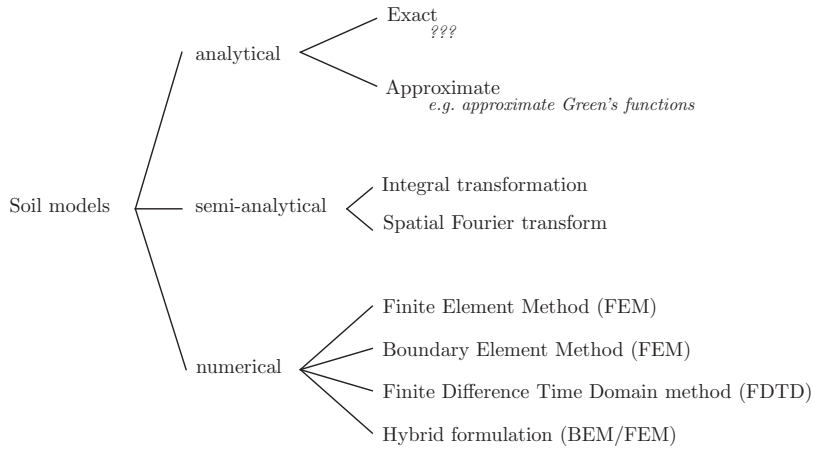 Exact
???
analytical
Approximate
e.g. approximate Green's functions
Integral transformation
Soil models
semi-analytical
Spatial Fourier transform
Finite Element Method (FEM)
Boundary Element Method (FEM)
numerical
Finite Difference Time Domain method (FDTD)
Hybrid formulation (BEM/FEM)